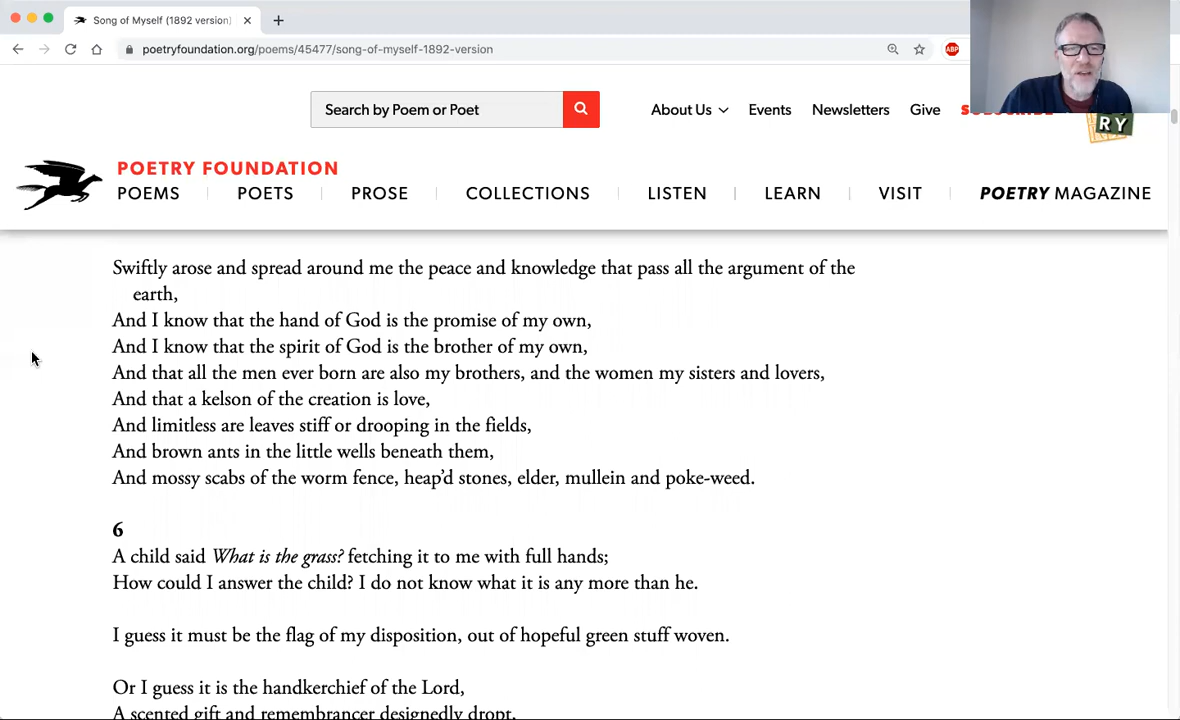 Song of Myself (1892 version)
poetryfoundation.org/poems/45477/song-of-myself-1892-version
ABP
Search by Poem or Poet
About Us
Events
Newsletters
Give
RY
POETRY FOUNDATION
POEMS
POETS
PROSE
COLLECTIONS
LISTEN
LEARN
VISIT
POETRY MAGAZINE
Swiftly arose and spread around me the peace and knowledge that pass all the argument of the
earth,
And I know that the hand of God is the promise of my own,
And I know that the spirit of God is the brother of my own,
And that all the men ever born are also my brothers, and the women my sisters and lovers,
And that a kelson of the creation is love,
And limitless are leaves stiff or drooping in the fields,
And brown ants in the little wells beneath them,
And mossy scabs of the worm fence, heap’d stones, elder, mullein and poke-weed.
6
A child said What is the grass? fetching it to me with full hands;
How could I answer the child? I do not know what it is any more than he.
I guess it must be the flag of my disposition, out of hopeful green stuff woven.
Or I guess it is the handkerchief of the Lord,
A scented gift and remembrancer designedly dropt,